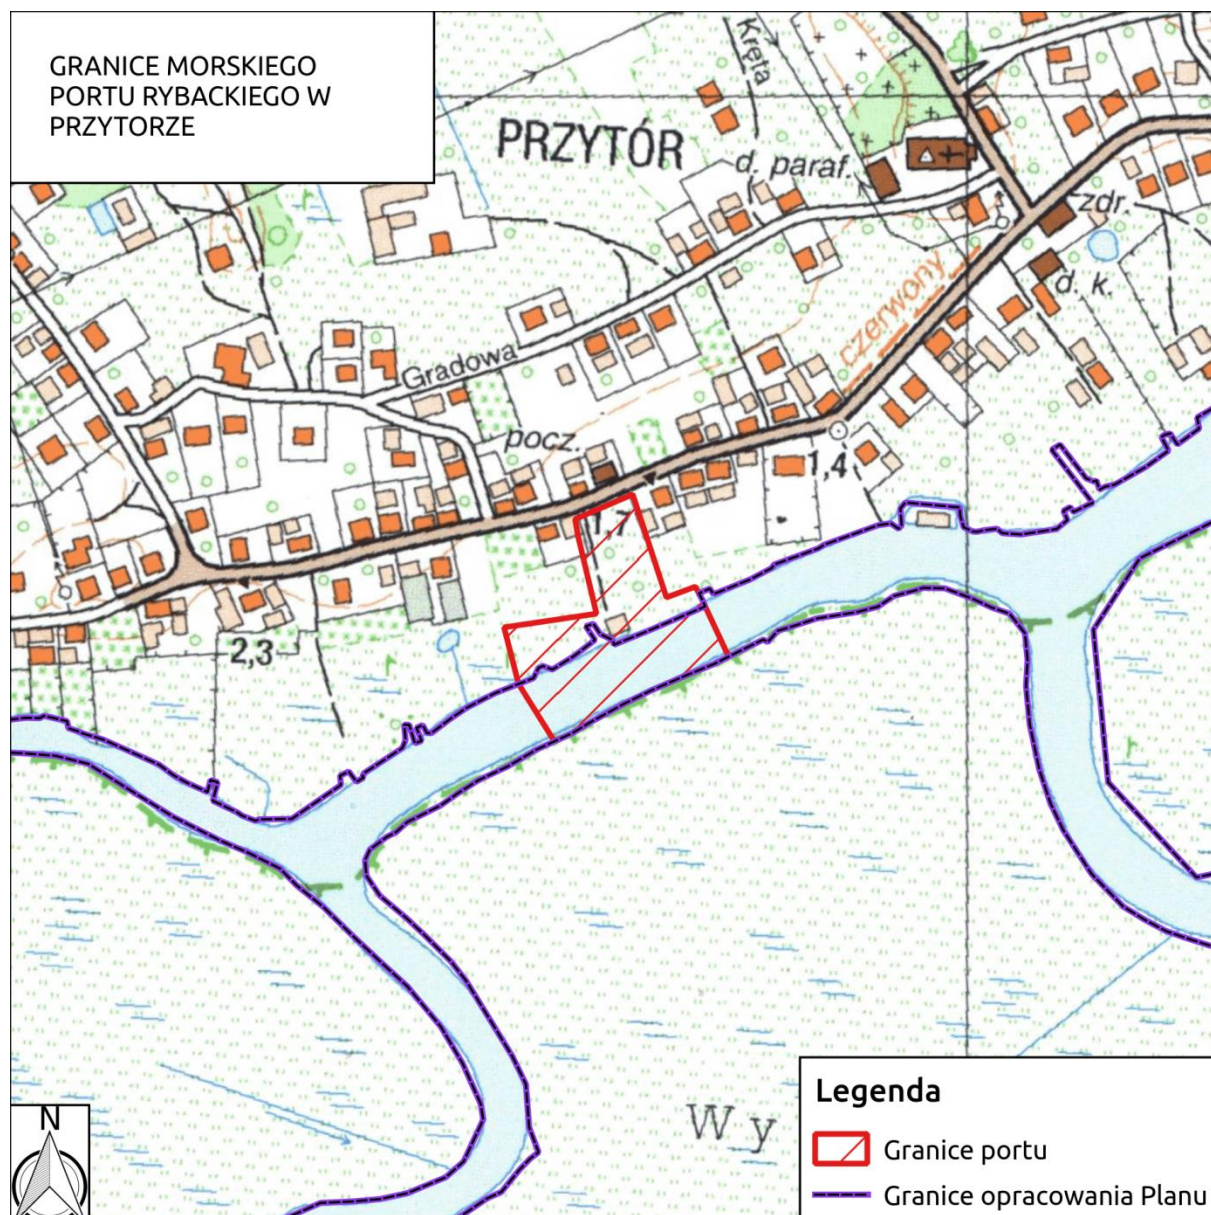 GRANICE MORSKIEGO
PORTU RYBACKIEGO W
PRZYTORZE
Kręta
PRZYTÓR
d. paraf.
zdr.
d. k.
czerwony
Gradowa
pocz.
1,4
1,7
2,3
W y
N
Legenda
Granice portu
Granice opracowania Planu